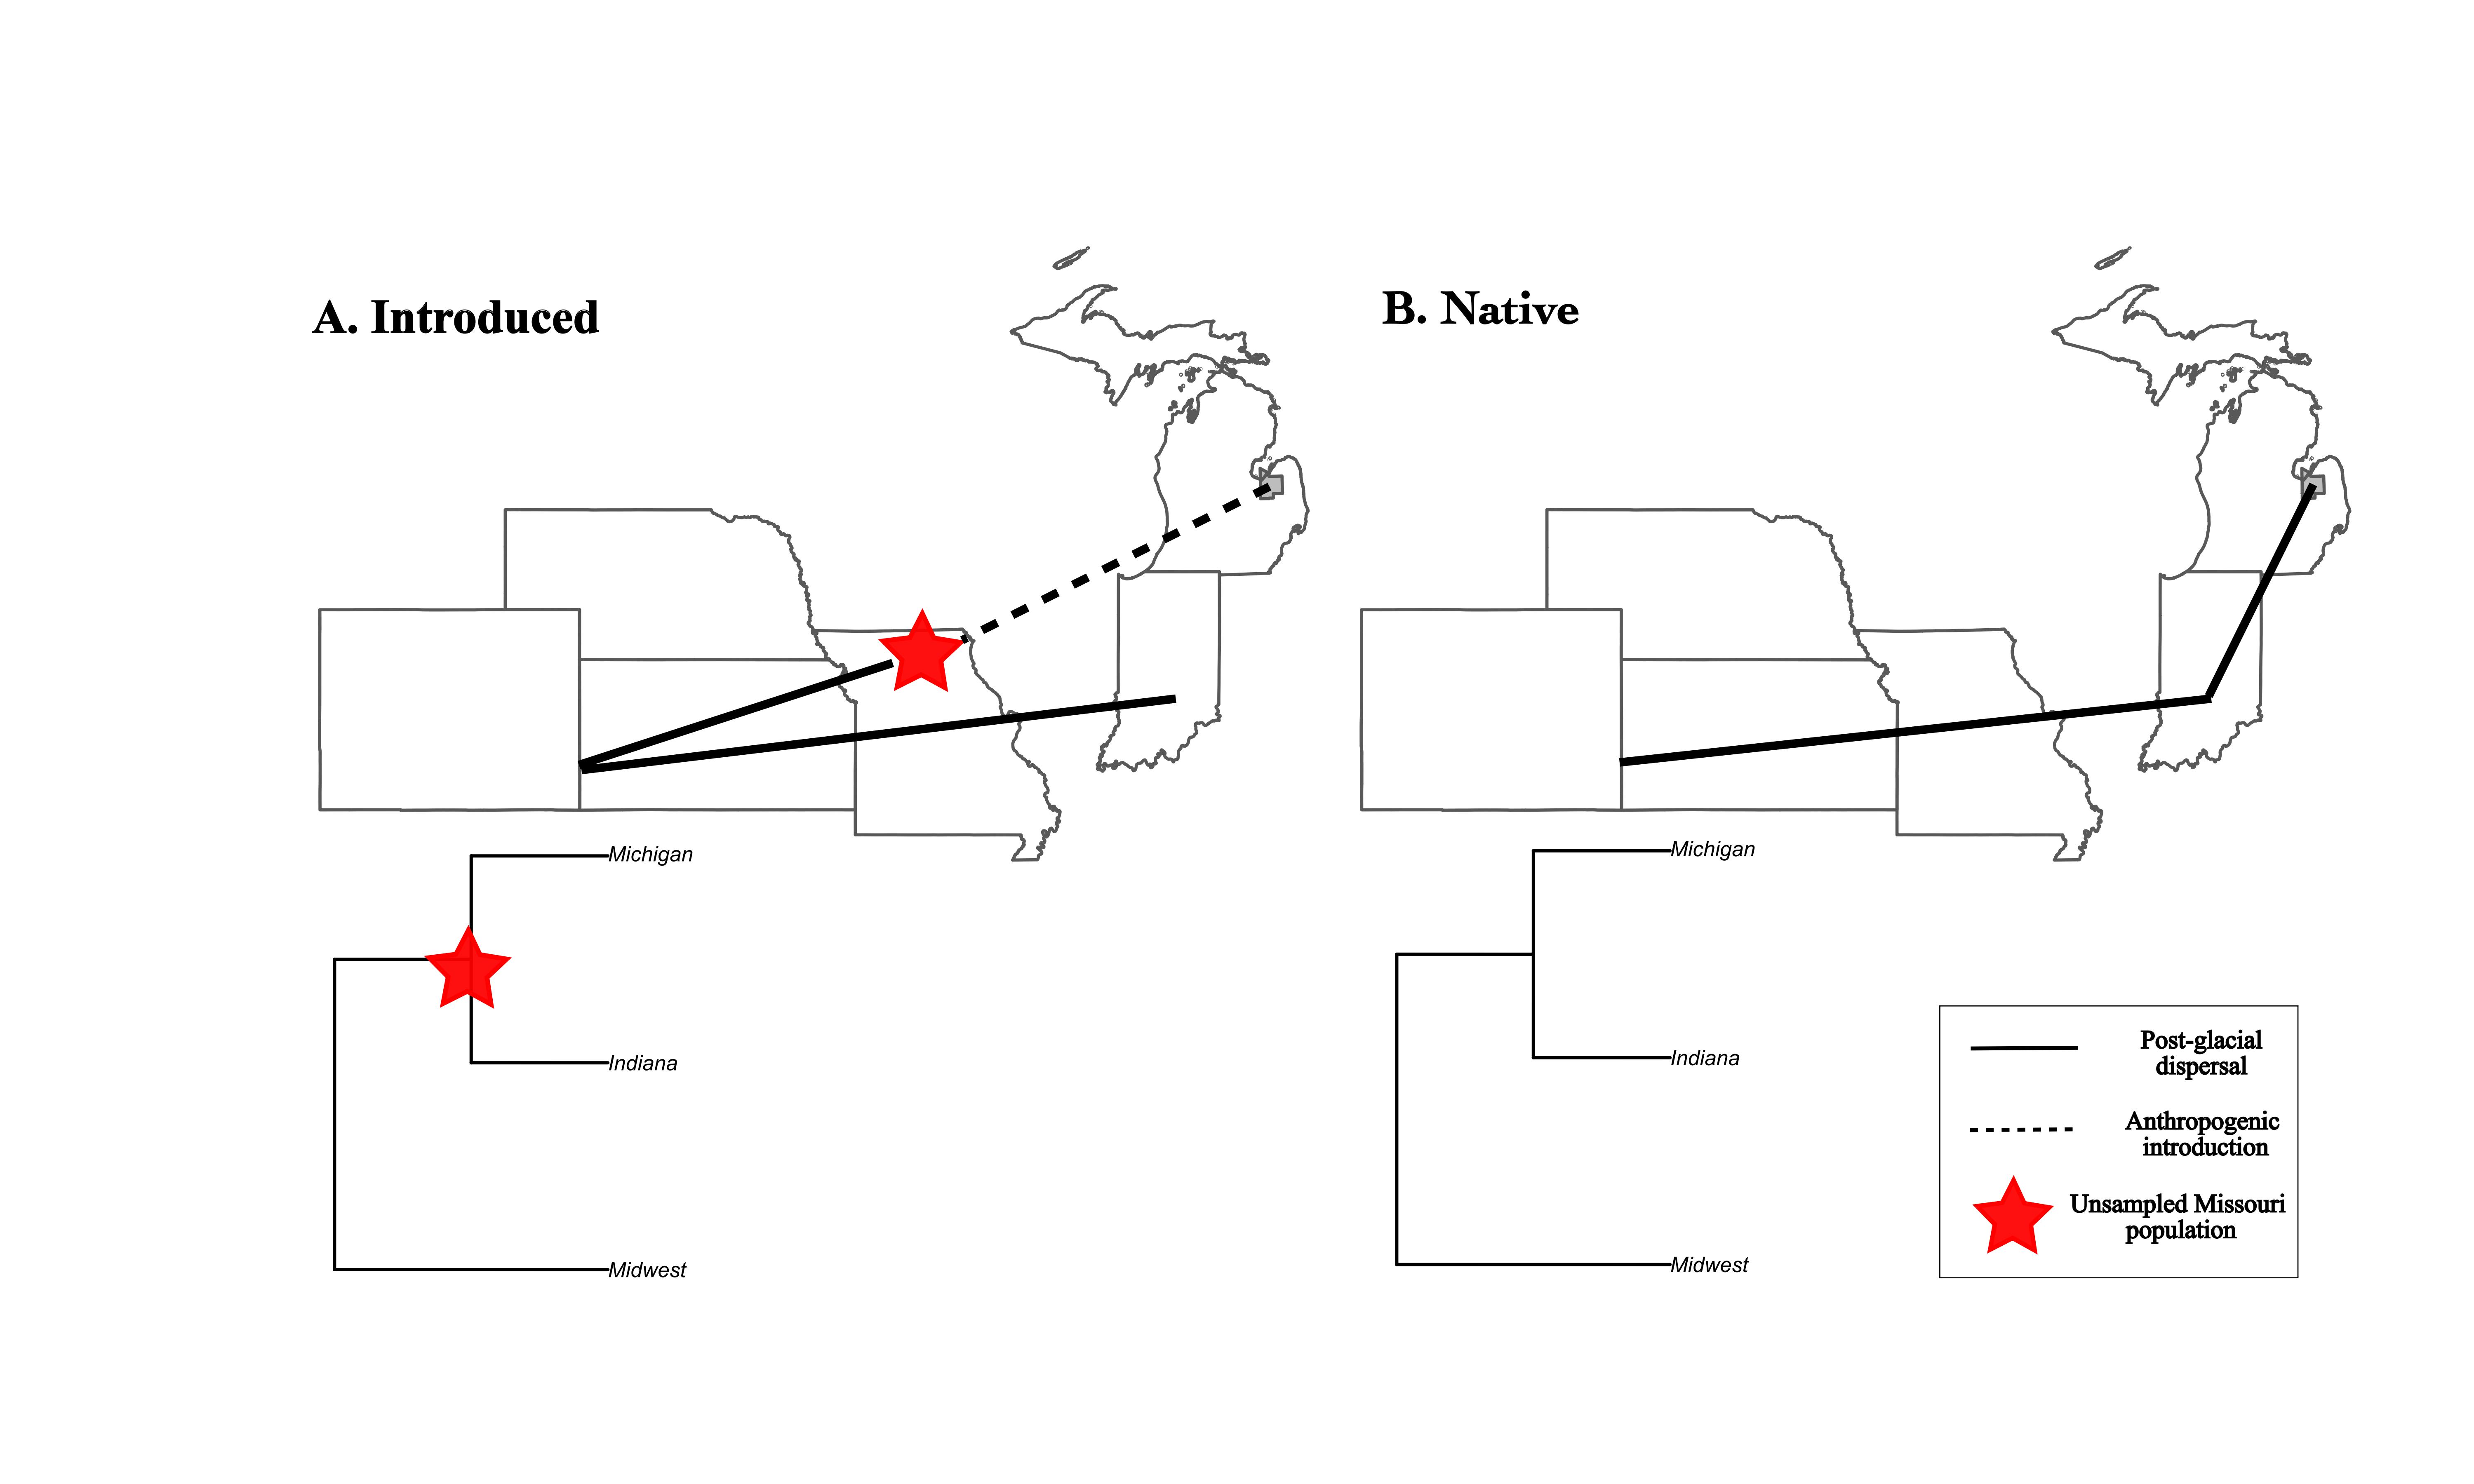 A. Introduced
B. Native
Michigan
Indiana
Midwest
Michigan
Indiana
Midwest
Post-glacial
dispersal
Anthropogenic
introduction
Unsampled Missouri
population